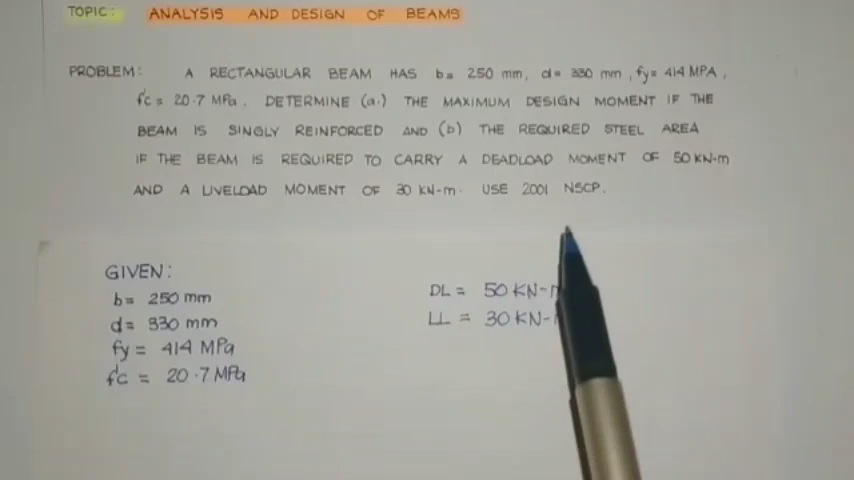 TOPIC: ANALYSIS AND DESIGN OF BEAMS
PROBLEM: A RECTANGULAR BEAM HAS b= 250 mm, d= 330 mm, fy= 414 MPA,
f'c = 20.7 MPa. DETERMINE (a.) THE MAXIMUM DESIGN MOMENT IF THE
BEAM IS SINGLY REINFORCED AND (b) THE REQUIRED STEEL AREA
IF THE BEAM IS REQUIRED TO CARRY A DEADLOAD MOMENT OF 50 KN-m
AND A LIVELOAD MOMENT OF 30 KN-m. USE 2001 NSCP.
GIVEN:
b= 250 mm
d= 330 mm
fy = 414 MPa
f'c = 20.7 MPa
DL = 50 KN-
LL = 30 KN-